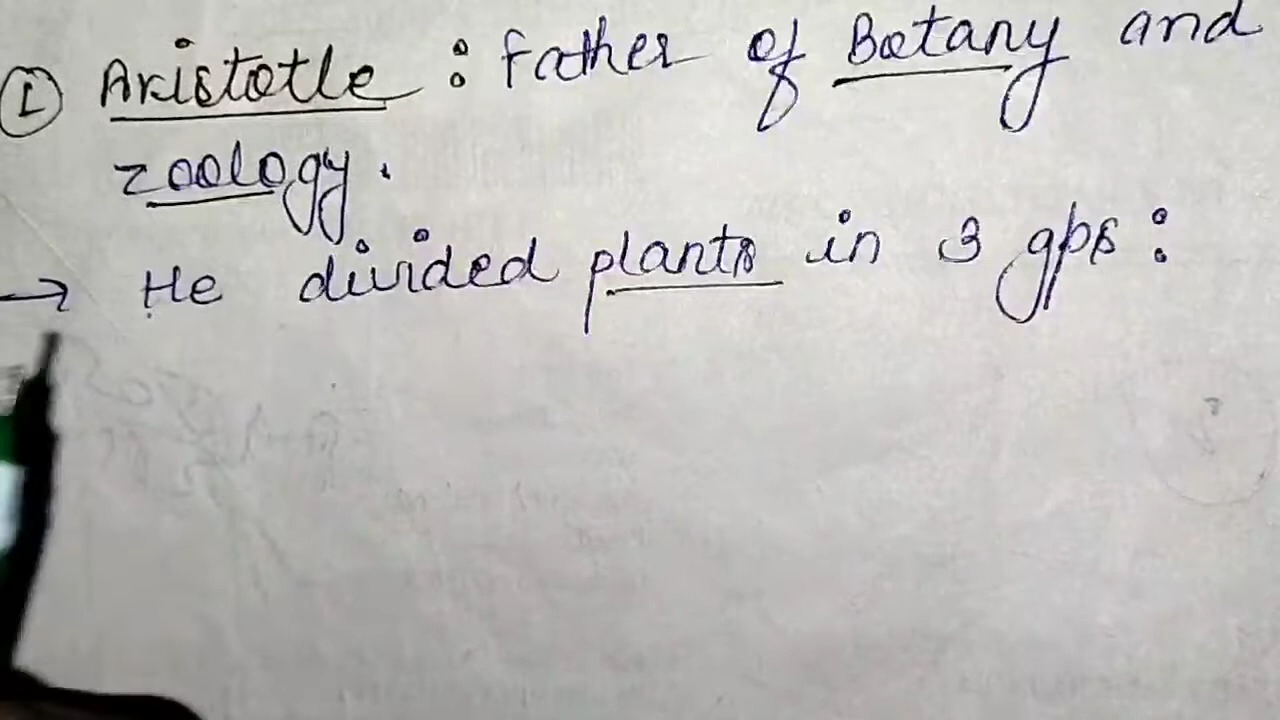 ① Aristotle : Father of Botany and
zoology.
→ He divided plants in 3 gps :